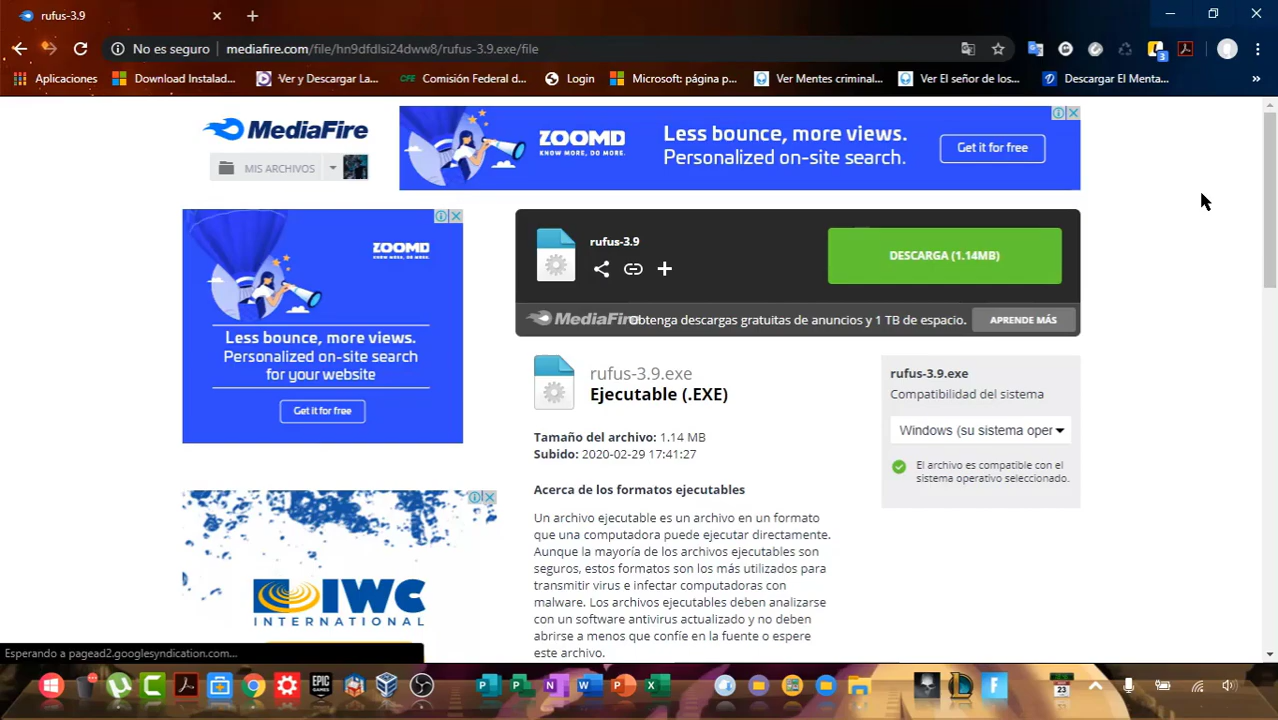 rufus-3.9
No es seguro
mediafire.com/file/hn9dfdlsi24dww8/rufus-3.9.exe/file
Aplicaciones
Download Instalad...
Ver y Descargar La...
Comisión Federal d...
Login
Microsoft: página p...
Ver Mentes criminal...
Ver El señor de los...
Descargar El Menta...
»
MediaFire
MIS ARCHIVOS
ZOOMD
KNOW MORE, DO MORE.
Less bounce, more views.
Personalized on-site search.
Get it for free
ZOOMD
KNOW MORE, DO MORE.
Less bounce, more views.
Personalized on-site search
for your website
Get it for free
rufus-3.9
DESCARGA (1.14MB)
MediaFire
Obtenga descargas gratuitas de anuncios y 1 TB de espacio.
APRENDE MÁS
rufus-3.9.exe
Ejecutable (.EXE)
Tamaño del archivo: 1.14 MB
Subido: 2020-02-29 17:41:27
Acerca de los formatos ejecutables
Un archivo ejecutable es un archivo en un formato
que una computadora puede ejecutar directamente.
Aunque la mayoría de los archivos ejecutables son
seguros, estos formatos son los más utilizados para
transmitir virus e infectar computadoras con
malware. Los archivos ejecutables deben analizarse
con un software antivirus actualizado y no deben
abrirse a menos que confíe en la fuente o espere
este archivo.
rufus-3.9.exe
Compatibilidad del sistema
Windows (su sistema oper
El archivo es compatible con el
sistema operativo seleccionado.
IWC
INTERNATIONAL
Esperando a pagead2.googlesyndication.com...
EPIC
GAMES
23